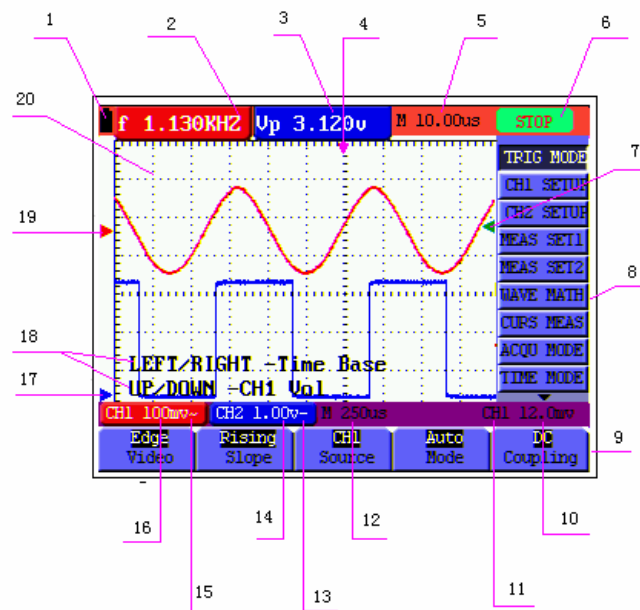 1 2 3 4 5 6
20
f 1.130KHZ Vp 3.120v M 10.00us STOP
TRIG MODE
7
CH1 SETUP
CH2 SETUP
19
MEAS SET1
MEAS SET2
8
WAVE MATH
CURS MEAS
18
ACQU MODE
LEFT/RIGHT -Time Base
17
TIME MODE
UP/DOWN -CH1 Vol
CH1 100mv~ CH2 1.00v- M 250us CH1 12.0mv
Edge Rising CH1 Auto DC
Video Slope Source Mode Coupling
9
16 14 12 10
15 13 11